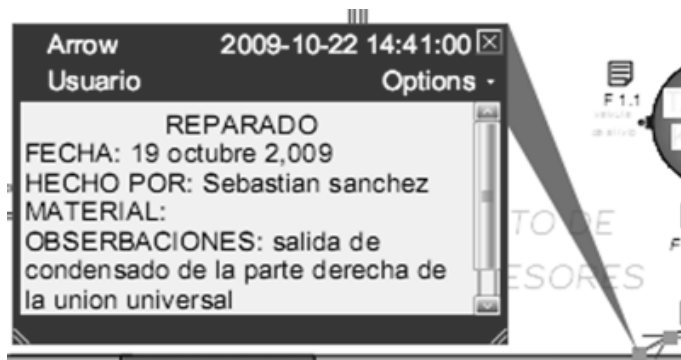 Arrow 2009-10-22 14:41:00
Usuario Options
REPARADO
FECHA: 19 octubre 2,009
HECHO POR: Sebastian sanchez
MATERIAL:
OBSERBACIONES: salida de
condensado de la parte derecha de
la union universal
F 1.1
TO DE
ESORES
F